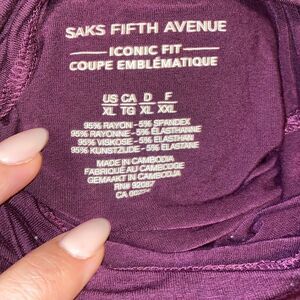 SAKS FIFTH AVENUE
ICONIC FIT
COUPE EMBLÉMATIQUE
US CA D F
XL TG XL XXL
95% RAYON - 5% SPANDEX
95% RAYONNE - 5% ÉLASTHANNE
95% VISKOSE - 5% ELASTHAN
95% KUNSTZIJDE - 5% ELASTANE
MADE IN CAMBODIA
FABRIQUÉ AU CAMBODGE
GEMAAKT IN CAMBODJA
RN# 92087
CA